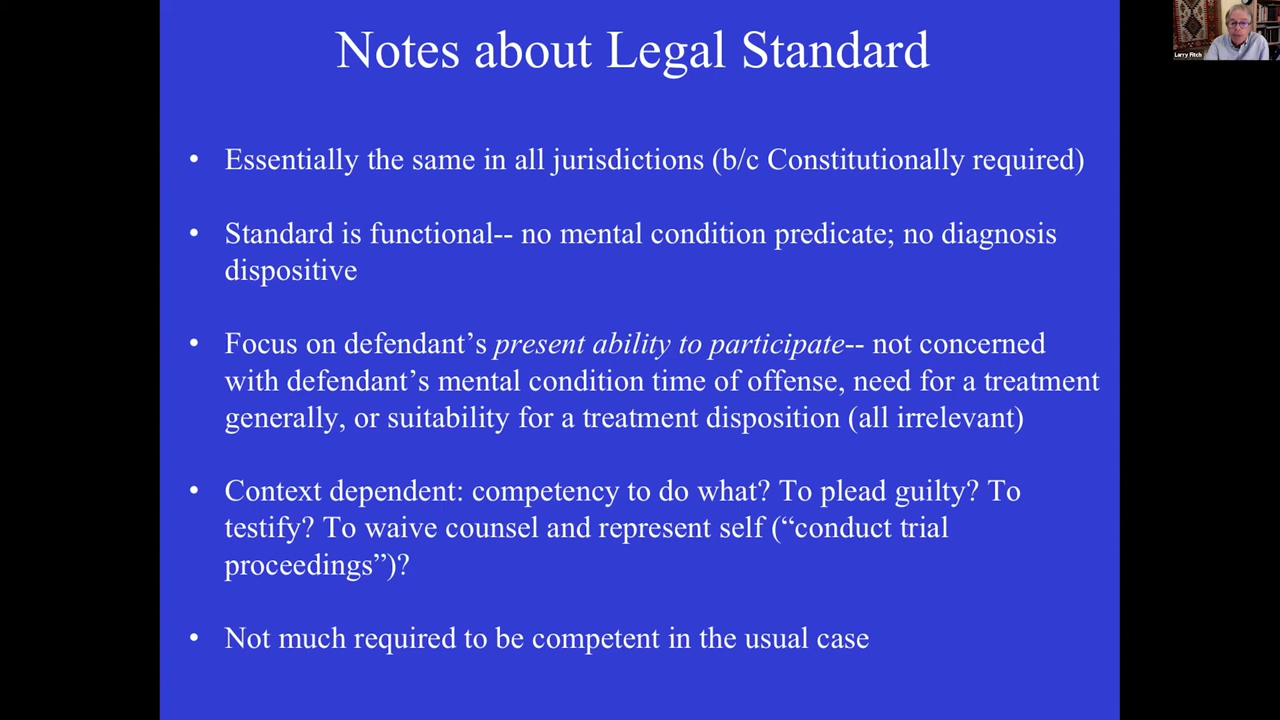 Notes about Legal Standard
Larry Fitch
• Essentially the same in all jurisdictions (b/c Constitutionally required)
• Standard is functional-- no mental condition predicate; no diagnosis
dispositive
• Focus on defendant’s present ability to participate-- not concerned
with defendant’s mental condition time of offense, need for a treatment
generally, or suitability for a treatment disposition (all irrelevant)
• Context dependent: competency to do what? To plead guilty? To
testify? To waive counsel and represent self (“conduct trial
proceedings”)?
• Not much required to be competent in the usual case